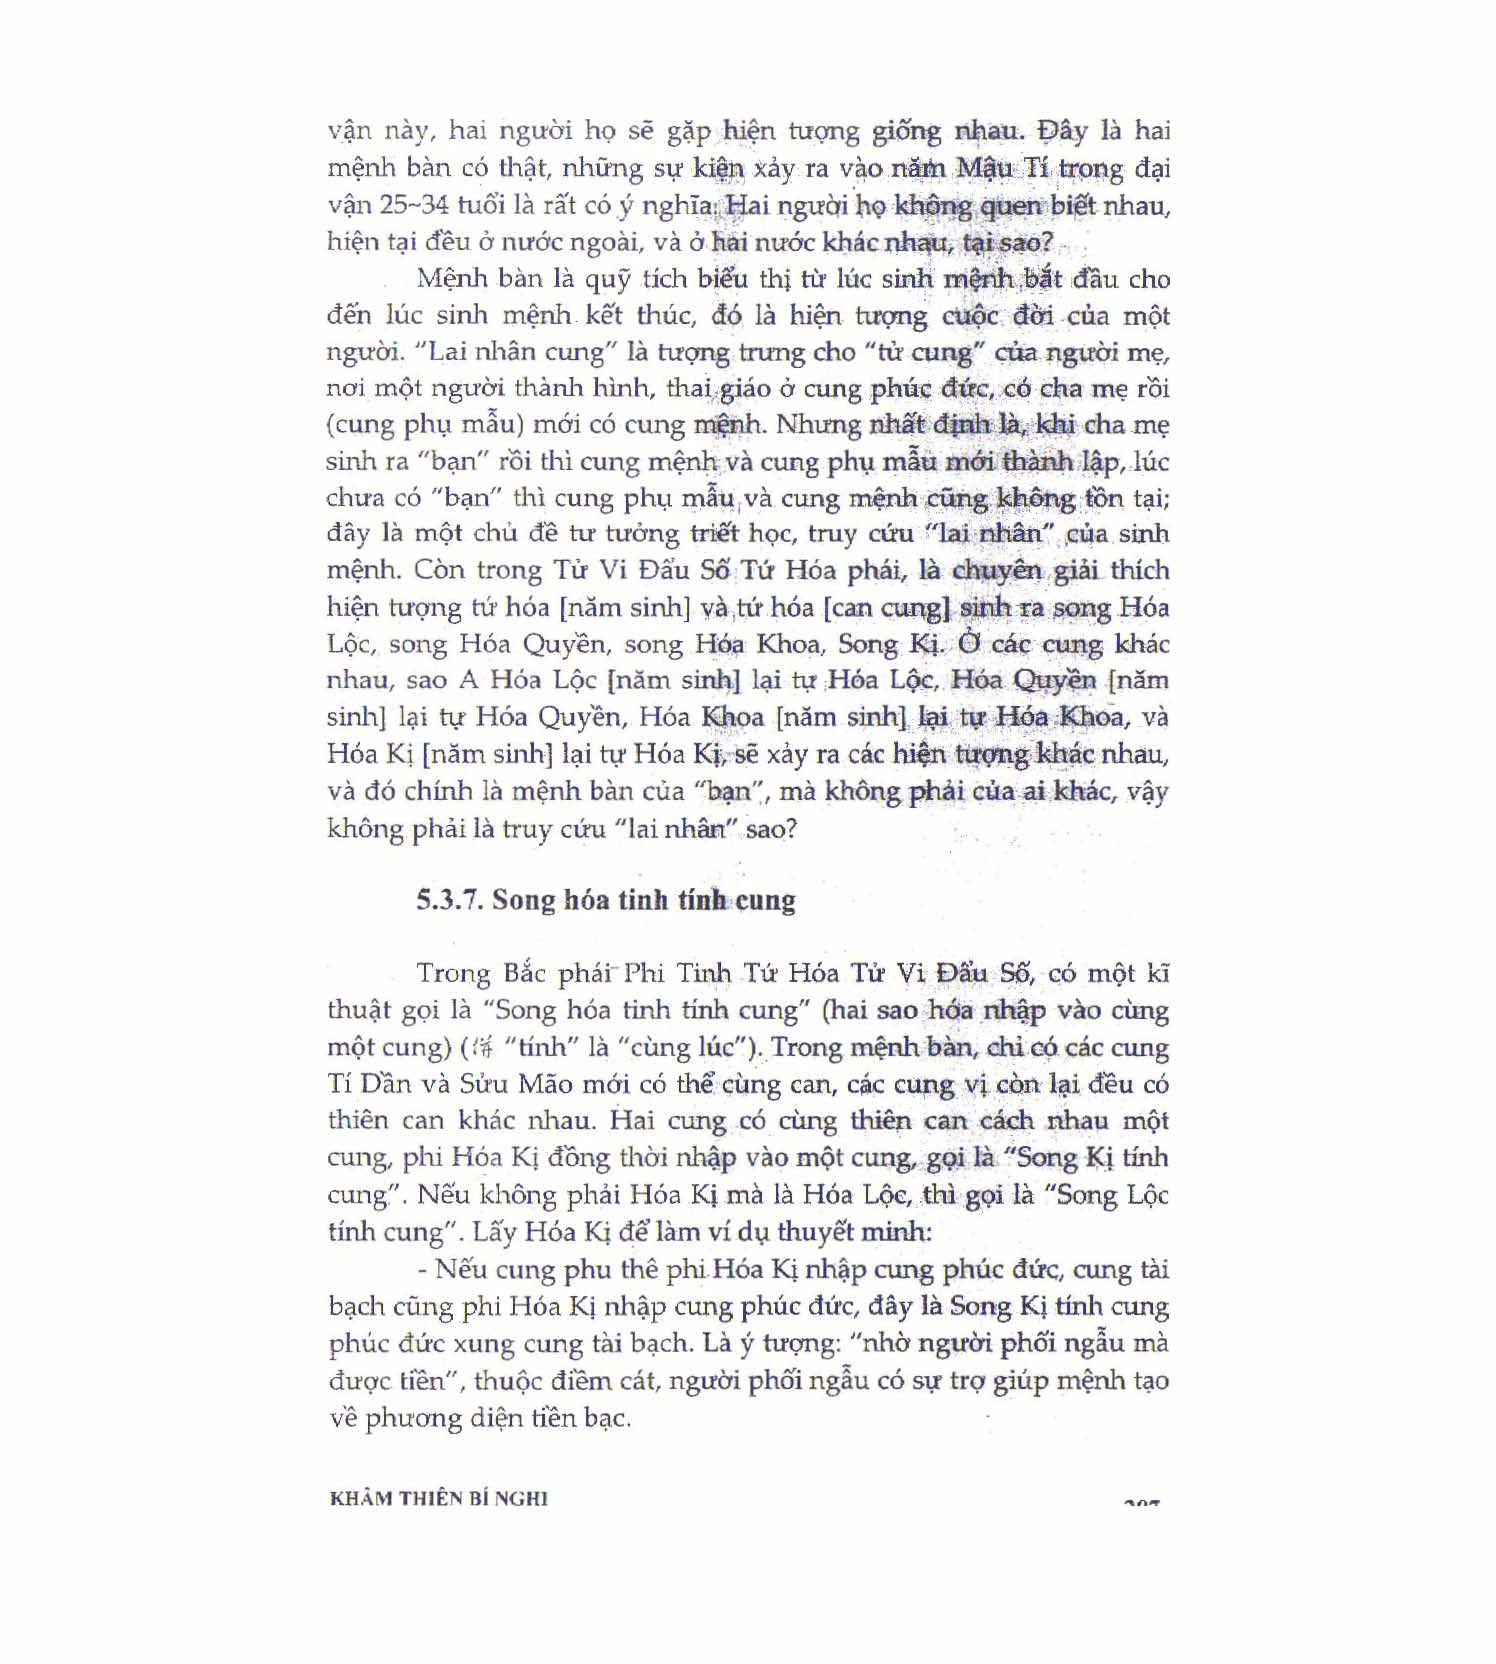 vận này, hai người họ sẽ gặp hiện tượng giống nhau. Đây là hai
mệnh bàn có thật, những sự kiện xảy ra vào năm Mậu Tí trong đại
vận 25~34 tuổi là rất có ý nghĩa. Hai người họ không quen biết nhau,
hiện tại đều ở nước ngoài, và ở hai nước khác nhau, tại sao?
Mệnh bàn là quỹ tích biểu thị từ lúc sinh mệnh bắt đầu cho
đến lúc sinh mệnh kết thúc, đó là hiện tượng cuộc đời của một
người. "Lai nhân cung" là tượng trưng cho "tử cung" của người mẹ,
nơi một người thành hình, thai giáo ở cung phúc đức, có cha mẹ rồi
(cung phụ mẫu) mới có cung mệnh. Nhưng nhất định là, khi cha mẹ
sinh ra "bạn" rồi thì cung mệnh và cung phụ mẫu mới thành lập, lúc
chưa có "bạn" thì cung phụ mẫu và cung mệnh cũng không tồn tại;
đây là một chủ đề tư tưởng triết học, truy cứu "lai nhân" của sinh
mệnh. Còn trong Tử Vi Đẩu Số Tứ Hóa phái, là chuyên giải thích
hiện tượng tứ hóa [năm sinh] và tứ hóa [can cung] sinh ra song Hóa
Lộc, song Hóa Quyền, song Hóa Khoa, Song Kị. Ở các cung khác
nhau, sao A Hóa Lộc [năm sinh] lại tự Hóa Lộc, Hóa Quyền [năm
sinh] lại tự Hóa Quyền, Hóa Khoa [năm sinh] lại tự Hóa Khoa, và
Hóa Kị [năm sinh] lại tự Hóa Kị, sẽ xảy ra các hiện tượng khác nhau,
và đó chính là mệnh bàn của "bạn", mà không phải của ai khác, vậy
không phải là truy cứu "lai nhân" sao?
5.3.7. Song hóa tinh tính cung
Trong Bắc phái Phi Tinh Tứ Hóa Tử Vi Đẩu Số, có một kĩ
thuật gọi là "Song hóa tinh tính cung" (hai sao hóa nhập vào cùng
một cung) ( "tính" là "cùng lúc"). Trong mệnh bàn, chỉ có các cung
Tí Dần và Sửu Mão mới có thể cùng can, các cung vị còn lại đều có
thiên can khác nhau. Hai cung có cùng thiên can cách nhau một
cung, phi Hóa Kị đồng thời nhập vào một cung, gọi là "Song Kị tính
cung". Nếu không phải Hóa Kị mà là Hóa Lộc, thì gọi là "Song Lộc
tính cung". Lấy Hóa Kị để làm ví dụ thuyết minh:
- Nếu cung phu thê phi Hóa Kị nhập cung phúc đức, cung tài
bạch cũng phi Hóa Kị nhập cung phúc đức, đây là Song Kị tính cung
phúc đức xung cung tài bạch. Là ý tượng: "nhờ người phối ngẫu mà
được tiền", thuộc điềm cát, người phối ngẫu có sự trợ giúp mệnh tạo
về phương diện tiền bạc.
KHÂM THIÊN BÍ NGHI